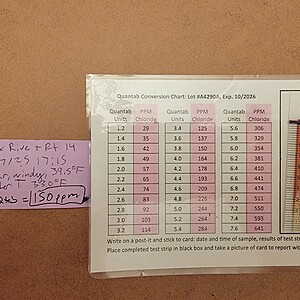 Rive + Rt 14
17:15
windy, 39.5°F
T 33.0°F
= 150 ppm
Quantab Conversion Chart: Lot #A4290A, Exp. 10/2026
Quantab Units PPM Chloride Quantab Units PPM Chloride Quantab Units PPM Chloride
1.2 29 3.4 125 5.6 306
1.4 35 3.6 137 5.8 329
1.6 42 3.8 150 6.0 354
1.8 49 4.0 164 6.2 381
2.0 57 4.2 178 6.4 410
2.2 65 4.4 193 6.6 441
2.4 74 4.6 209 6.8 474
2.6 83 4.8 226 7.0 511
2.8 92 5.0 244 7.2 550
3.0 103 5.2 263 7.4 593
3.2 114 5.4 284 7.6 641
Write on a post-it and stick to card: date and time of sample, results of test stri
Place completed test strip in black box and take a picture of card to report wit